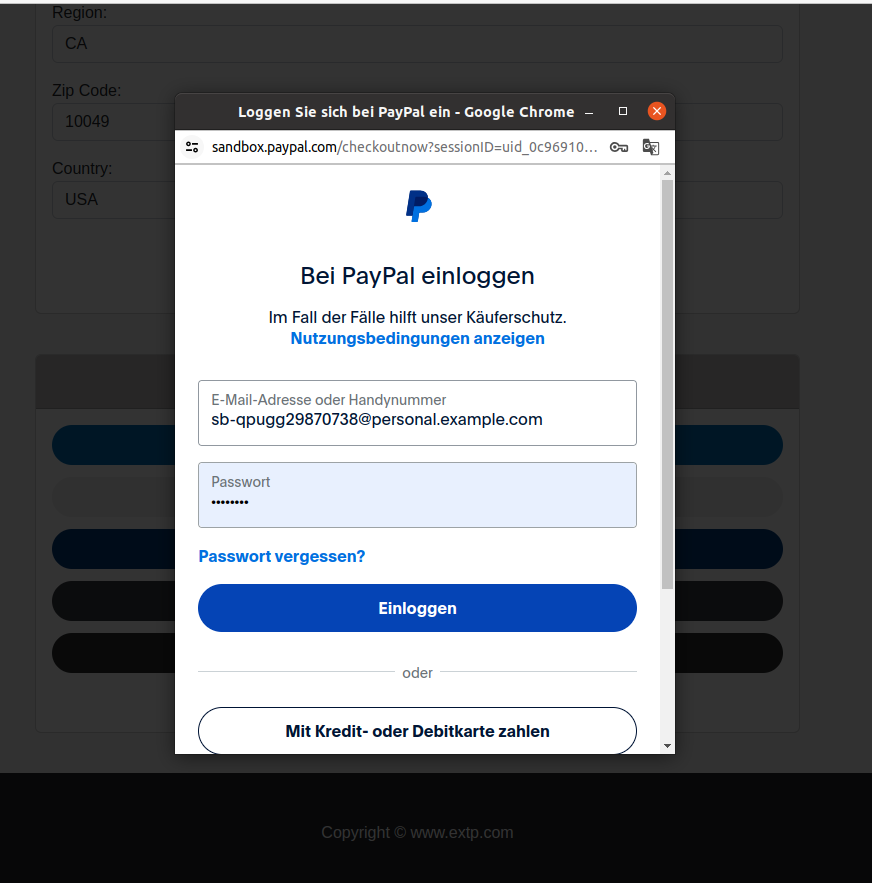 Region:
CA
Zip Code:
10049
Country:
USA
Loggen Sie sich bei PayPal ein - Google Chrome
sandbox.paypal.com/checkoutnow?sessionID=uid_0c96910...
Bei PayPal einloggen
Im Fall der Fälle hilft unser Käuferschutz.
Nutzungsbedingungen anzeigen
E-Mail-Adresse oder Handynummer
sb-qpugg29870738@personal.example.com
Passwort
••••••••
Passwort vergessen?
Einloggen
oder
Mit Kredit- oder Debitkarte zahlen
Copyright © www.extp.com